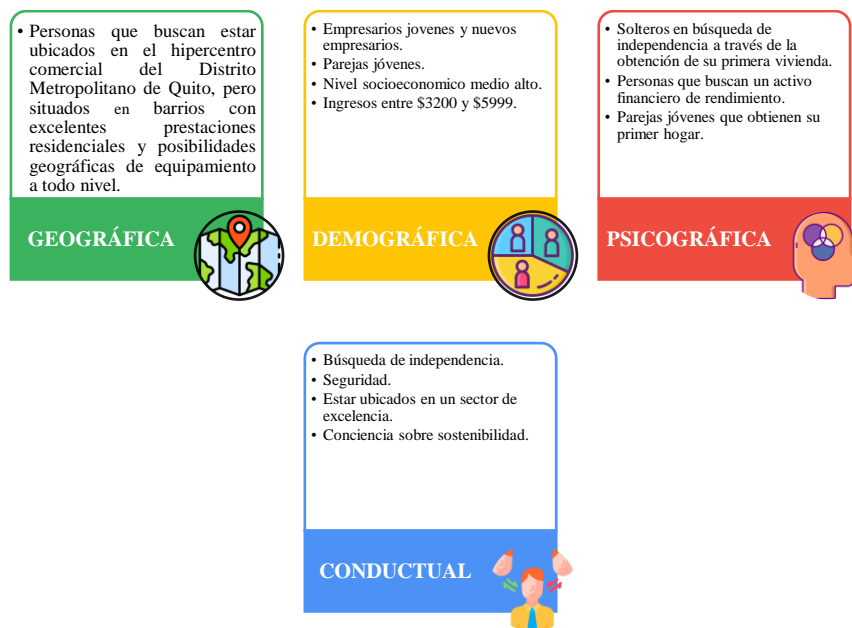 • Personas que buscan estar
ubicados en el hipercentro
comercial del Distrito
Metropolitano de Quito, pero
situados en barrios con
excelentes prestaciones
residenciales y posibilidades
geográficas de equipamiento
a todo nivel.
GEOGRÁFICA
• Empresarios jovenes y nuevos
empresarios.
• Parejas jóvenes.
• Nivel socioeconomico medio alto.
• Ingresos entre $3200 y $5999.
DEMOGRÁFICA
• Solteros en búsqueda de
independencia a través de la
obtención de su primera vivienda.
• Personas que buscan un activo
financiero de rendimiento.
• Parejas jóvenes que obtienen su
primer hogar.
PSICOGRÁFICA
• Búsqueda de independencia.
• Seguridad.
• Estar ubicados en un sector de
excelencia.
• Conciencia sobre sostenibilidad.
CONDUCTUAL